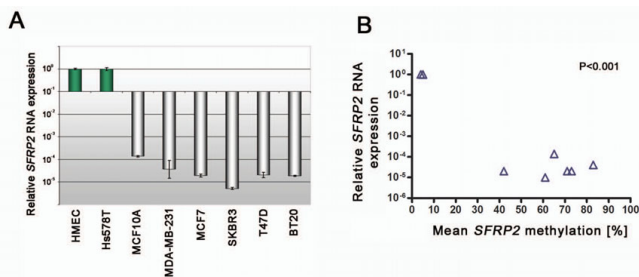 A
Relative SFRP2 RNA expression
10⁰
10⁻¹
10⁻²
10⁻³
10⁻⁴
10⁻⁵
HMEC
Hs578T
MCF10A
MDA-MB-231
MCF7
SKBR3
T47D
BT20
B
P<0.001
Relative SFRP2 RNA
expression
10¹
10⁰
10⁻¹
10⁻²
10⁻³
10⁻⁴
10⁻⁵
10⁻⁶
0 10 20 30 40 50 60 70 80 90 100
Mean SFRP2 methylation [%]